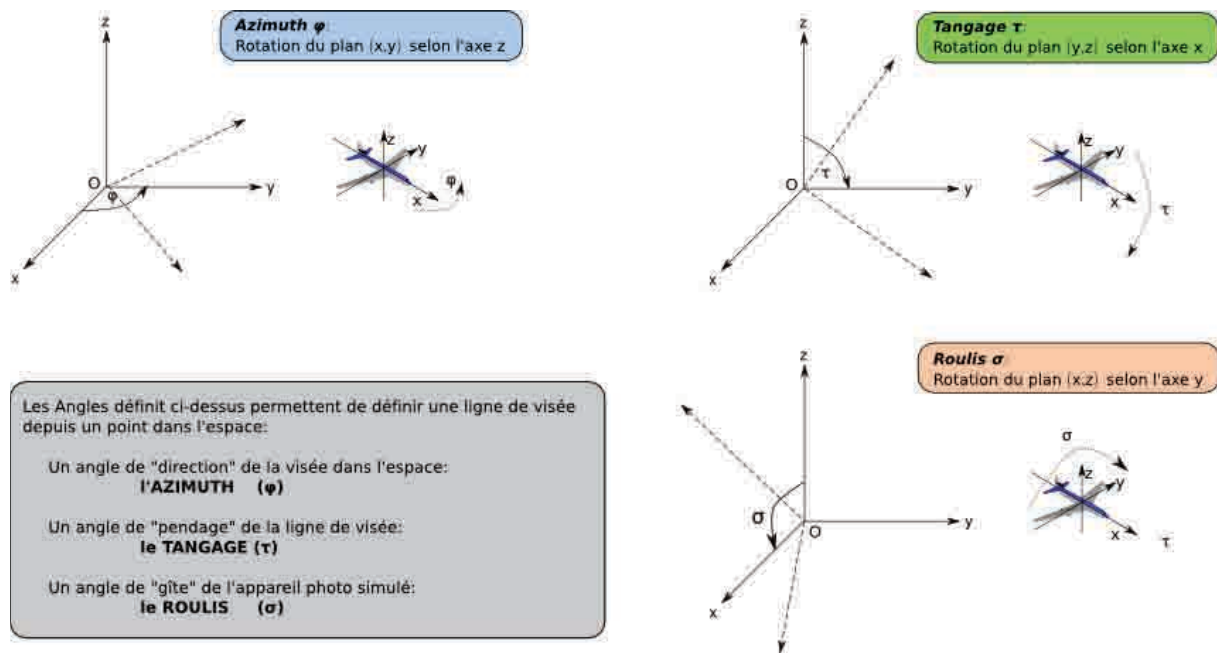 z
Azimuth φ:
Rotation du plan (x,y) selon l'axe z
O
φ
y
x
z
y
x
φ
z
Tangage τ:
Rotation du plan (y,z) selon l'axe x
O
τ
y
x
z
y
x
τ
Les Angles définit ci-dessus permettent de définir une ligne de visée
depuis un point dans l'espace:
Un angle de "direction" de la visée dans l'espace:
l'AZIMUTH (φ)
Un angle de "pendage" de la ligne de visée:
le TANGAGE (τ)
Un angle de "gîte" de l'appareil photo simulé:
le ROULIS (σ)
z
Roulis σ
Rotation du plan (x,z) selon l'axe y
σ
O
y
x
σ
z
y
x
τ